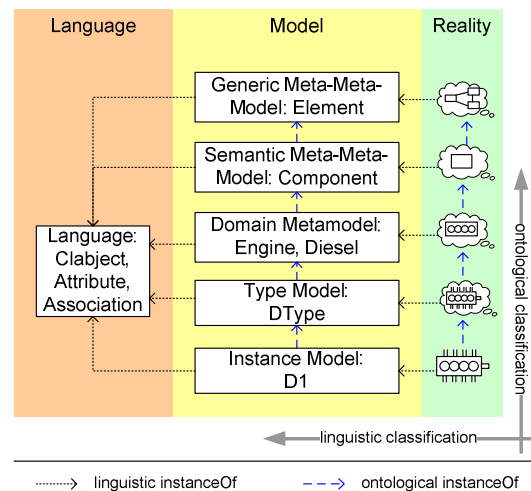 Language
Model
Reality
Generic Meta-Meta-
Model: Element
Semantic Meta-Meta-
Model: Component
Language:
Clabject,
Attribute,
Association
Domain Metamodel:
Engine, Diesel
Type Model:
DType
Instance Model:
D1
ontological classification
linguistic classification
linguistic instanceOf
ontological instanceOf